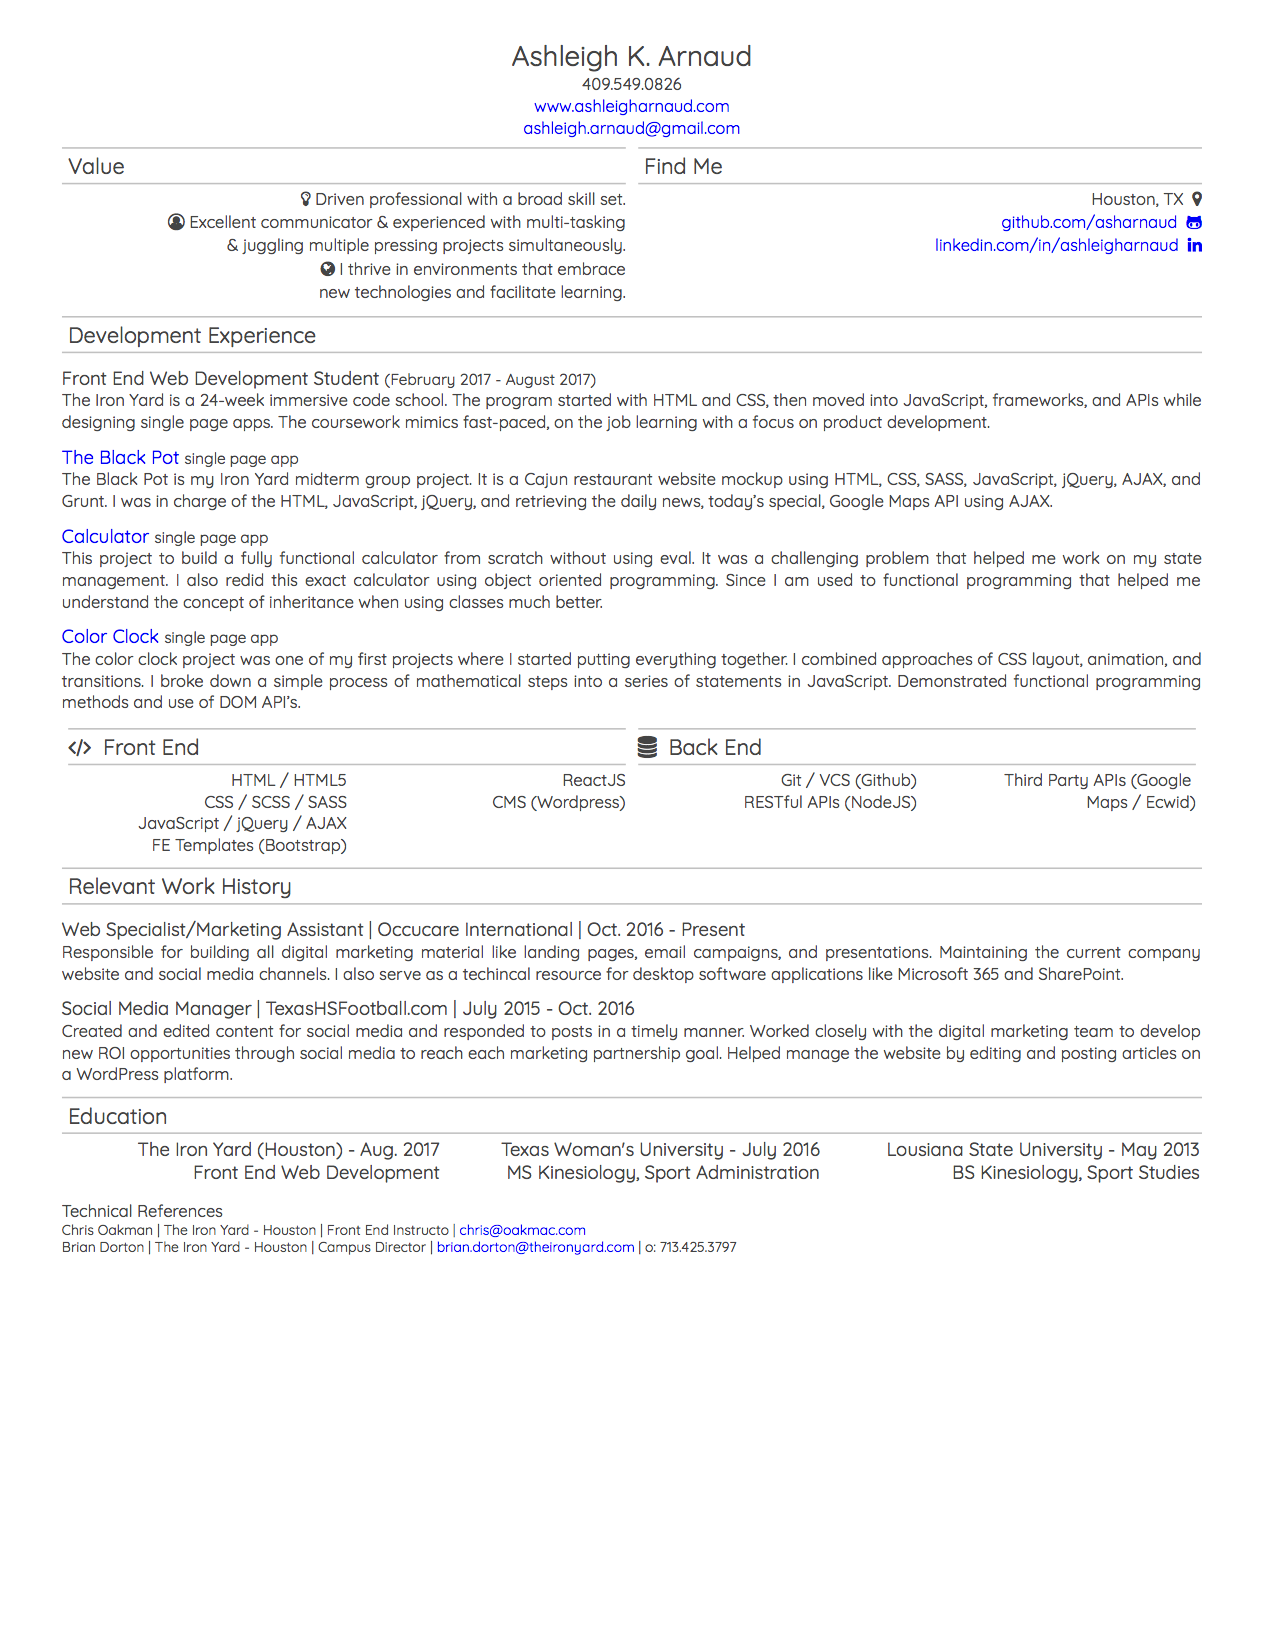 Ashleigh K. Arnaud
409.549.0826
www.ashleigharnaud.com
ashleigh.arnaud@gmail.com
Value
Driven professional with a broad skill set.
Excellent communicator & experienced with multi-tasking
& juggling multiple pressing projects simultaneously.
I thrive in environments that embrace
new technologies and facilitate learning.
Find Me
Houston, TX
github.com/asharnaud
linkedin.com/in/ashleigharnaud
Development Experience
Front End Web Development Student (February 2017 - August 2017)
The Iron Yard is a 24-week immersive code school. The program started with HTML and CSS, then moved into JavaScript, frameworks, and APIs while
designing single page apps. The coursework mimics fast-paced, on the job learning with a focus on product development.
The Black Pot single page app
The Black Pot is my Iron Yard midterm group project. It is a Cajun restaurant website mockup using HTML, CSS, SASS, JavaScript, jQuery, AJAX, and
Grunt. I was in charge of the HTML, JavaScript, jQuery, and retrieving the daily news, today's special, Google Maps API using AJAX.
Calculator single page app
This project to build a fully functional calculator from scratch without using eval. It was a challenging problem that helped me work on my state
management. I also redid this exact calculator using object oriented programming. Since I am used to functional programming that helped me
understand the concept of inheritance when using classes much better.
Color Clock single page app
The color clock project was one of my first projects where I started putting everything together. I combined approaches of CSS layout, animation, and
transitions. I broke down a simple process of mathematical steps into a series of statements in JavaScript. Demonstrated functional programming
methods and use of DOM API's.
</> Front End
HTML / HTML5
CSS / SCSS / SASS
JavaScript / jQuery / AJAX
FE Templates (Bootstrap)
ReactJS
CMS (Wordpress)
Back End
Git / VCS (Github)
RESTful APIs (NodeJS)
Third Party APIs (Google
Maps / Ecwid)
Relevant Work History
Web Specialist/Marketing Assistant | Occucare International | Oct. 2016 - Present
Responsible for building all digital marketing material like landing pages, email campaigns, and presentations. Maintaining the current company
website and social media channels. I also serve as a techincal resource for desktop software applications like Microsoft 365 and SharePoint.
Social Media Manager | TexasHSFootball.com | July 2015 - Oct. 2016
Created and edited content for social media and responded to posts in a timely manner. Worked closely with the digital marketing team to develop
new ROI opportunities through social media to reach each marketing partnership goal. Helped manage the website by editing and posting articles on
a WordPress platform.
Education
The Iron Yard (Houston) - Aug. 2017
Front End Web Development
Texas Woman's University - July 2016
MS Kinesiology, Sport Administration
Lousiana State University - May 2013
BS Kinesiology, Sport Studies
Technical References
Chris Oakman | The Iron Yard - Houston | Front End Instructo | chris@oakmac.com
Brian Dorton | The Iron Yard - Houston | Campus Director | brian.dorton@theironyard.com | o: 713.425.3797